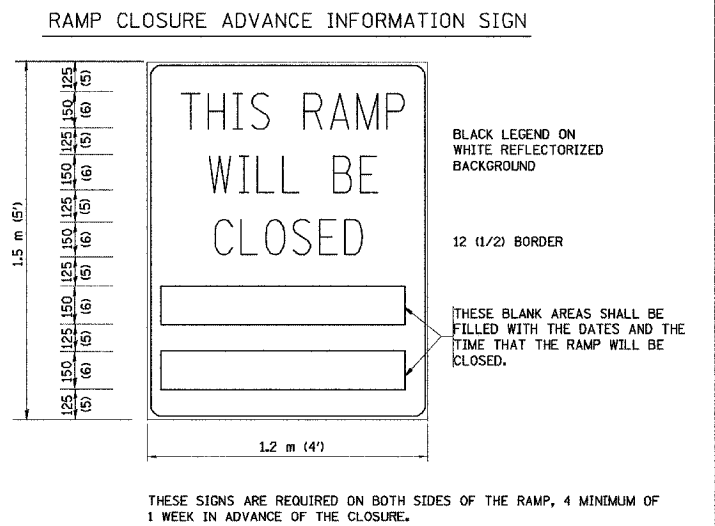 RAMP CLOSURE ADVANCE INFORMATION SIGN
THIS RAMP
WILL BE
CLOSED
BLACK LEGEND ON
WHITE REFLECTORIZED
BACKGROUND
12 (1/2) BORDER
THESE BLANK AREAS SHALL BE
FILLED WITH THE DATES AND THE
TIME THAT THE RAMP WILL BE
CLOSED.
1.5 m (5')
125 (5)
150 (6)
125 (5)
150 (6)
125 (5)
150 (6)
125 (5)
150 (6)
125 (5)
150 (6)
125 (5)
1.2 m (4')
THESE SIGNS ARE REQUIRED ON BOTH SIDES OF THE RAMP, 4 MINIMUM OF
1 WEEK IN ADVANCE OF THE CLOSURE.